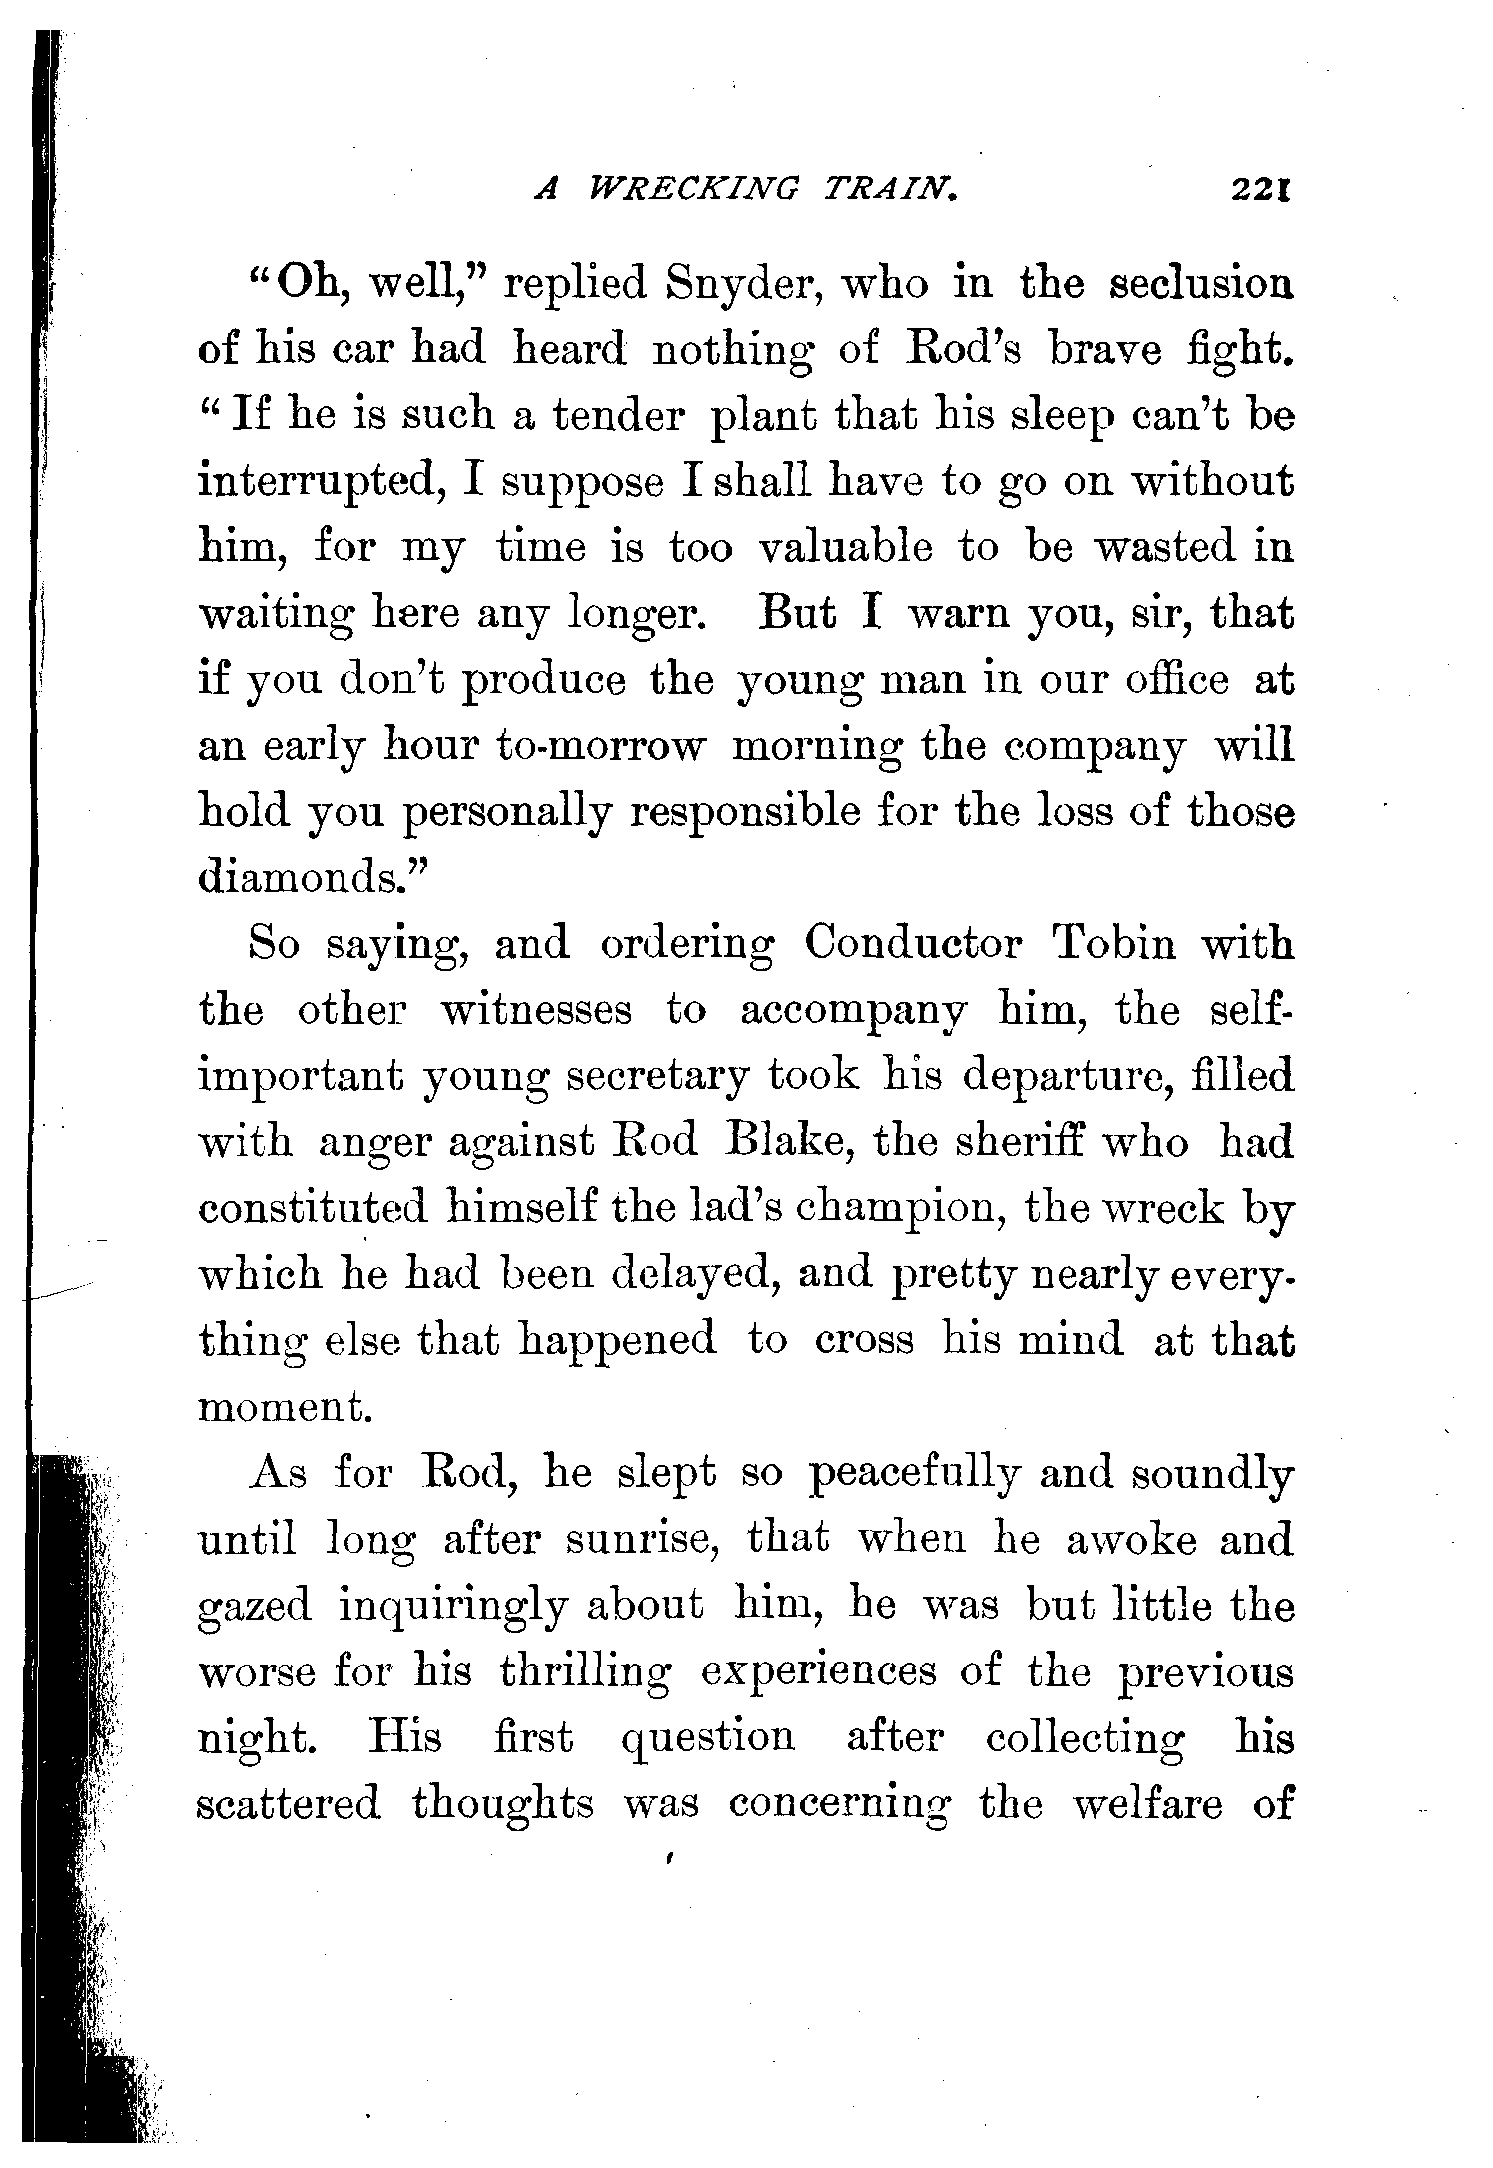 A WRECKING TRAIN. 221
“Oh, well,” replied Snyder, who in the seclusion
of his car had heard nothing of Rod’s brave fight.
“If he is such a tender plant that his sleep can’t be
interrupted, I suppose I shall have to go on without
him, for my time is too valuable to be wasted in
waiting here any longer. But I warn you, sir, that
if you don’t produce the young man in our office at
an early hour to-morrow morning the company will
hold you personally responsible for the loss of those
diamonds.”
So saying, and ordering Conductor Tobin with
the other witnesses to accompany him, the self-
important young secretary took his departure, filled
with anger against Rod Blake, the sheriff who had
constituted himself the lad’s champion, the wreck by
which he had been delayed, and pretty nearly every-
thing else that happened to cross his mind at that
moment.
As for Rod, he slept so peacefully and soundly
until long after sunrise, that when he awoke and
gazed inquiringly about him, he was but little the
worse for his thrilling experiences of the previous
night. His first question after collecting his
scattered thoughts was concerning the welfare of